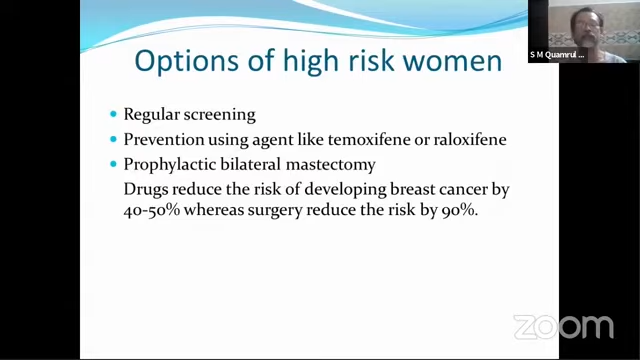 Options of high risk women
Regular screening
Prevention using agent like temoxifene or raloxifene
Prophylactic bilateral mastectomy
Drugs reduce the risk of developing breast cancer by
40-50% whereas surgery reduce the risk by 90%.
S M Quamrul ...
zoom